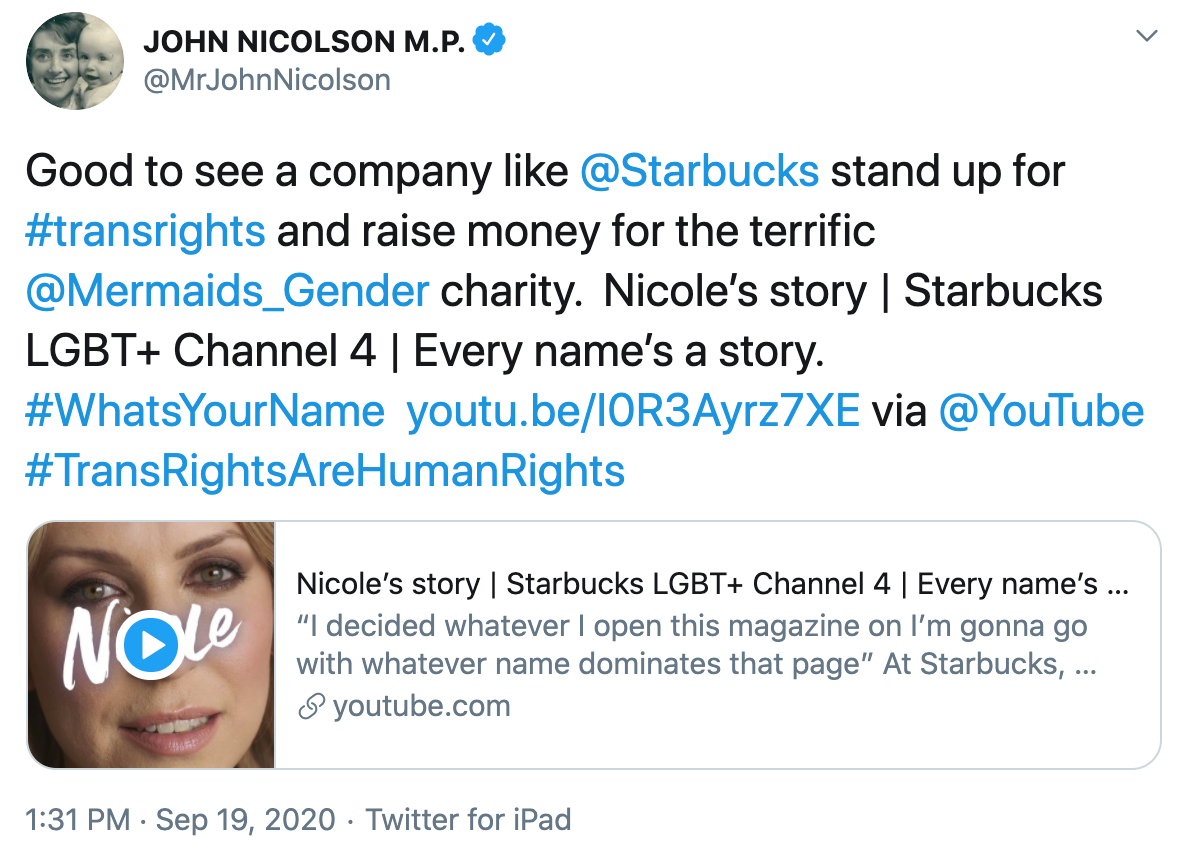 JOHN NICOLSON M.P.
@MrJohnNicolson
Good to see a company like @Starbucks stand up for
#transrights and raise money for the terrific
@Mermaids_Gender charity.  Nicole’s story | Starbucks
LGBT+ Channel 4 | Every name’s a story.
#WhatsYourName  youtu.be/l0R3Ayrz7XE via @YouTube
#TransRightsAreHumanRights
Nicole
Nicole’s story | Starbucks LGBT+ Channel 4 | Every name’s ...
“I decided whatever I open this magazine on I’m gonna go
with whatever name dominates that page” At Starbucks, ...
youtube.com
1:31 PM · Sep 19, 2020 · Twitter for iPad